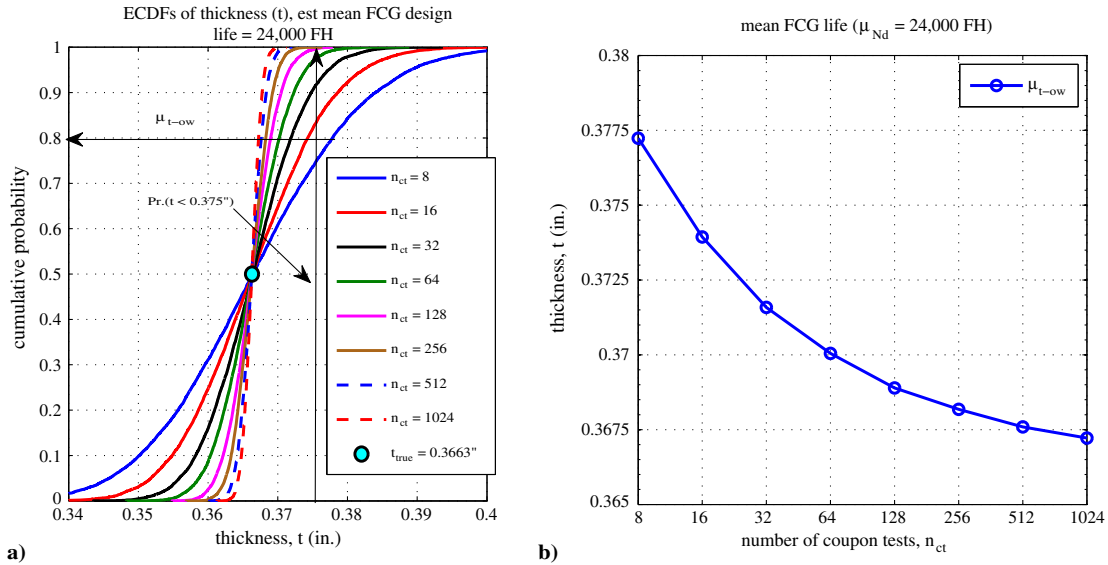 ECDFs of thickness (t), est mean FCG design
life = 24,000 FH
1
0.9
0.8
0.7
0.6
0.5
0.4
0.3
0.2
0.1
0
cumulative probability
μt−ow
Pr.(t < 0.375")
nct = 8
nct = 16
nct = 32
nct = 64
nct = 128
nct = 256
nct = 512
nct = 1024
ttrue = 0.3663"
0.34
0.35
0.36
0.37
0.38
0.39
0.4
thickness, t (in.)
a)
mean FCG life (μNd = 24,000 FH)
0.38
0.3775
0.375
0.3725
0.37
0.3675
0.365
thickness, t (in.)
μt−ow
8
16
32
64
128
256
512
1024
number of coupon tests, nct
b)